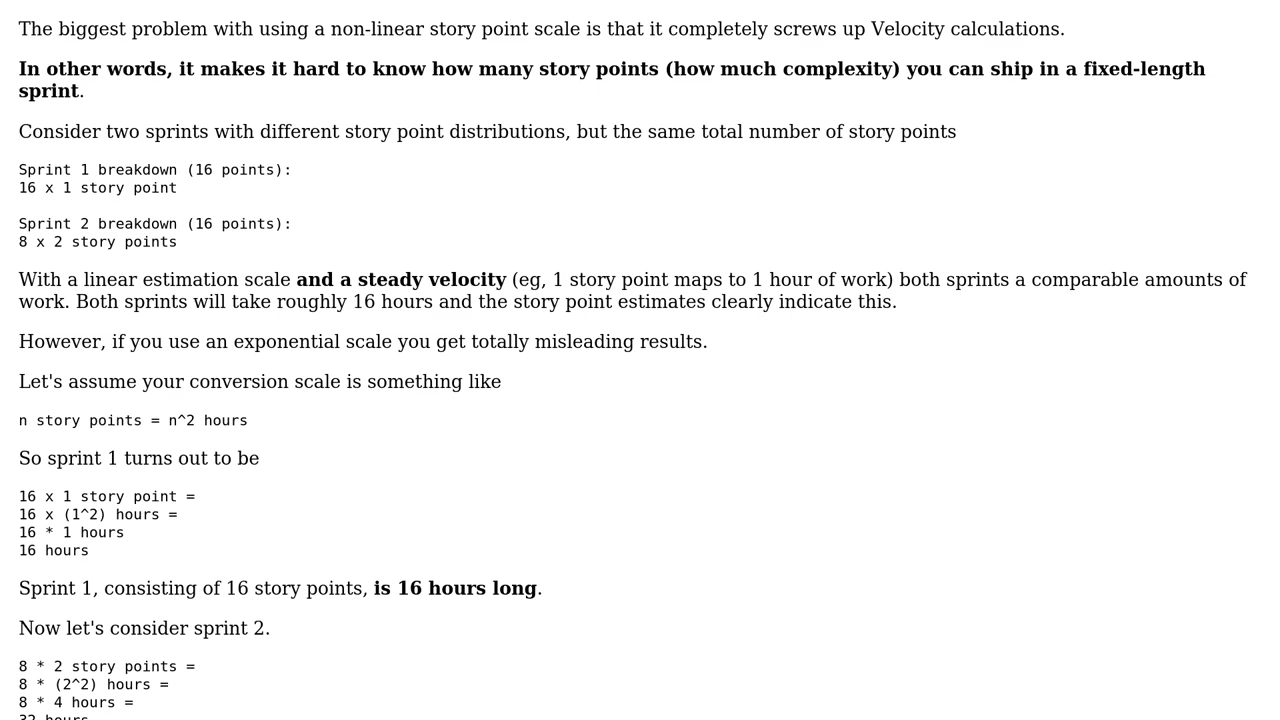 The biggest problem with using a non-linear story point scale is that it completely screws up Velocity calculations.
In other words, it makes it hard to know how many story points (how much complexity) you can ship in a fixed-length
sprint.
Consider two sprints with different story point distributions, but the same total number of story points
Sprint 1 breakdown (16 points):
16 x 1 story point
Sprint 2 breakdown (16 points):
8 x 2 story points
With a linear estimation scale and a steady velocity (eg, 1 story point maps to 1 hour of work) both sprints a comparable amounts of
work. Both sprints will take roughly 16 hours and the story point estimates clearly indicate this.
However, if you use an exponential scale you get totally misleading results.
Let's assume your conversion scale is something like
n story points = n^2 hours
So sprint 1 turns out to be
16 x 1 story point =
16 x (1^2) hours =
16 * 1 hours
16 hours
Sprint 1, consisting of 16 story points, is 16 hours long.
Now let's consider sprint 2.
8 * 2 story points =
8 * (2^2) hours =
8 * 4 hours =
32 hours